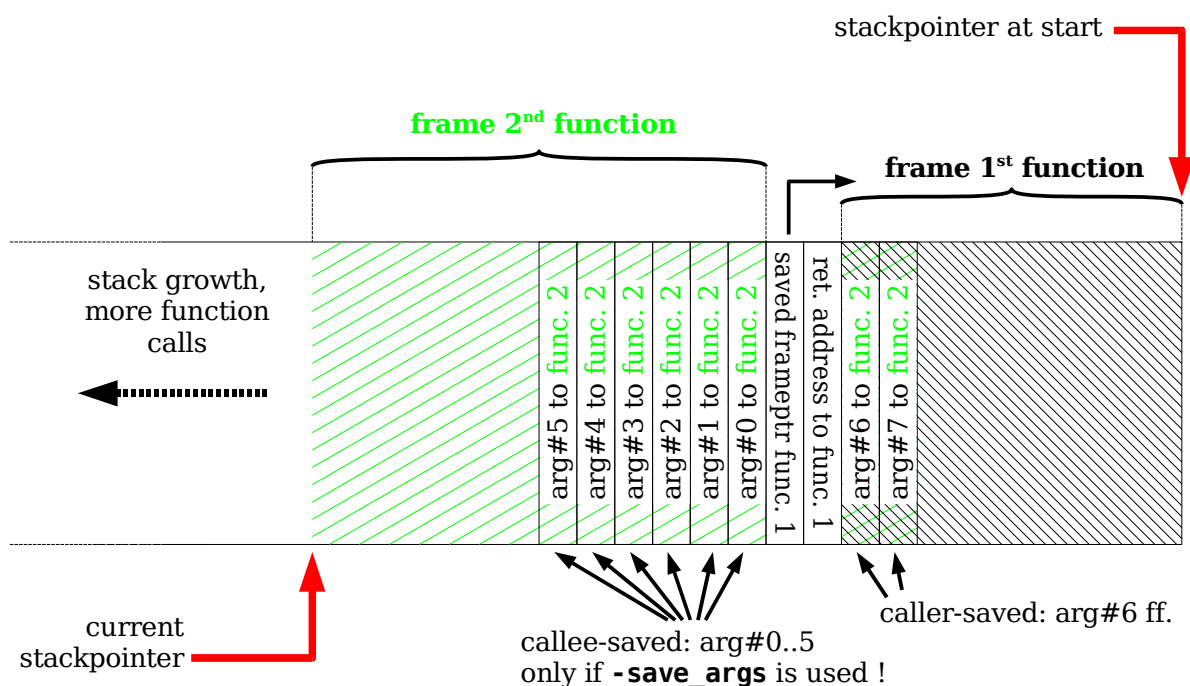 stackpointer at start
frame 2nd function
frame 1st function
stack growth,
more function
calls
arg#5 to func. 2
arg#4 to func. 2
arg#3 to func. 2
arg#2 to func. 2
arg#1 to func. 2
arg#0 to func. 2
saved frameptr func. 1
ret. address to func. 1
arg#6 to func. 2
arg#7 to func. 2
current
stackpointer
callee-saved: arg#0..5
only if -save_args is used !
caller-saved: arg#6 ff.